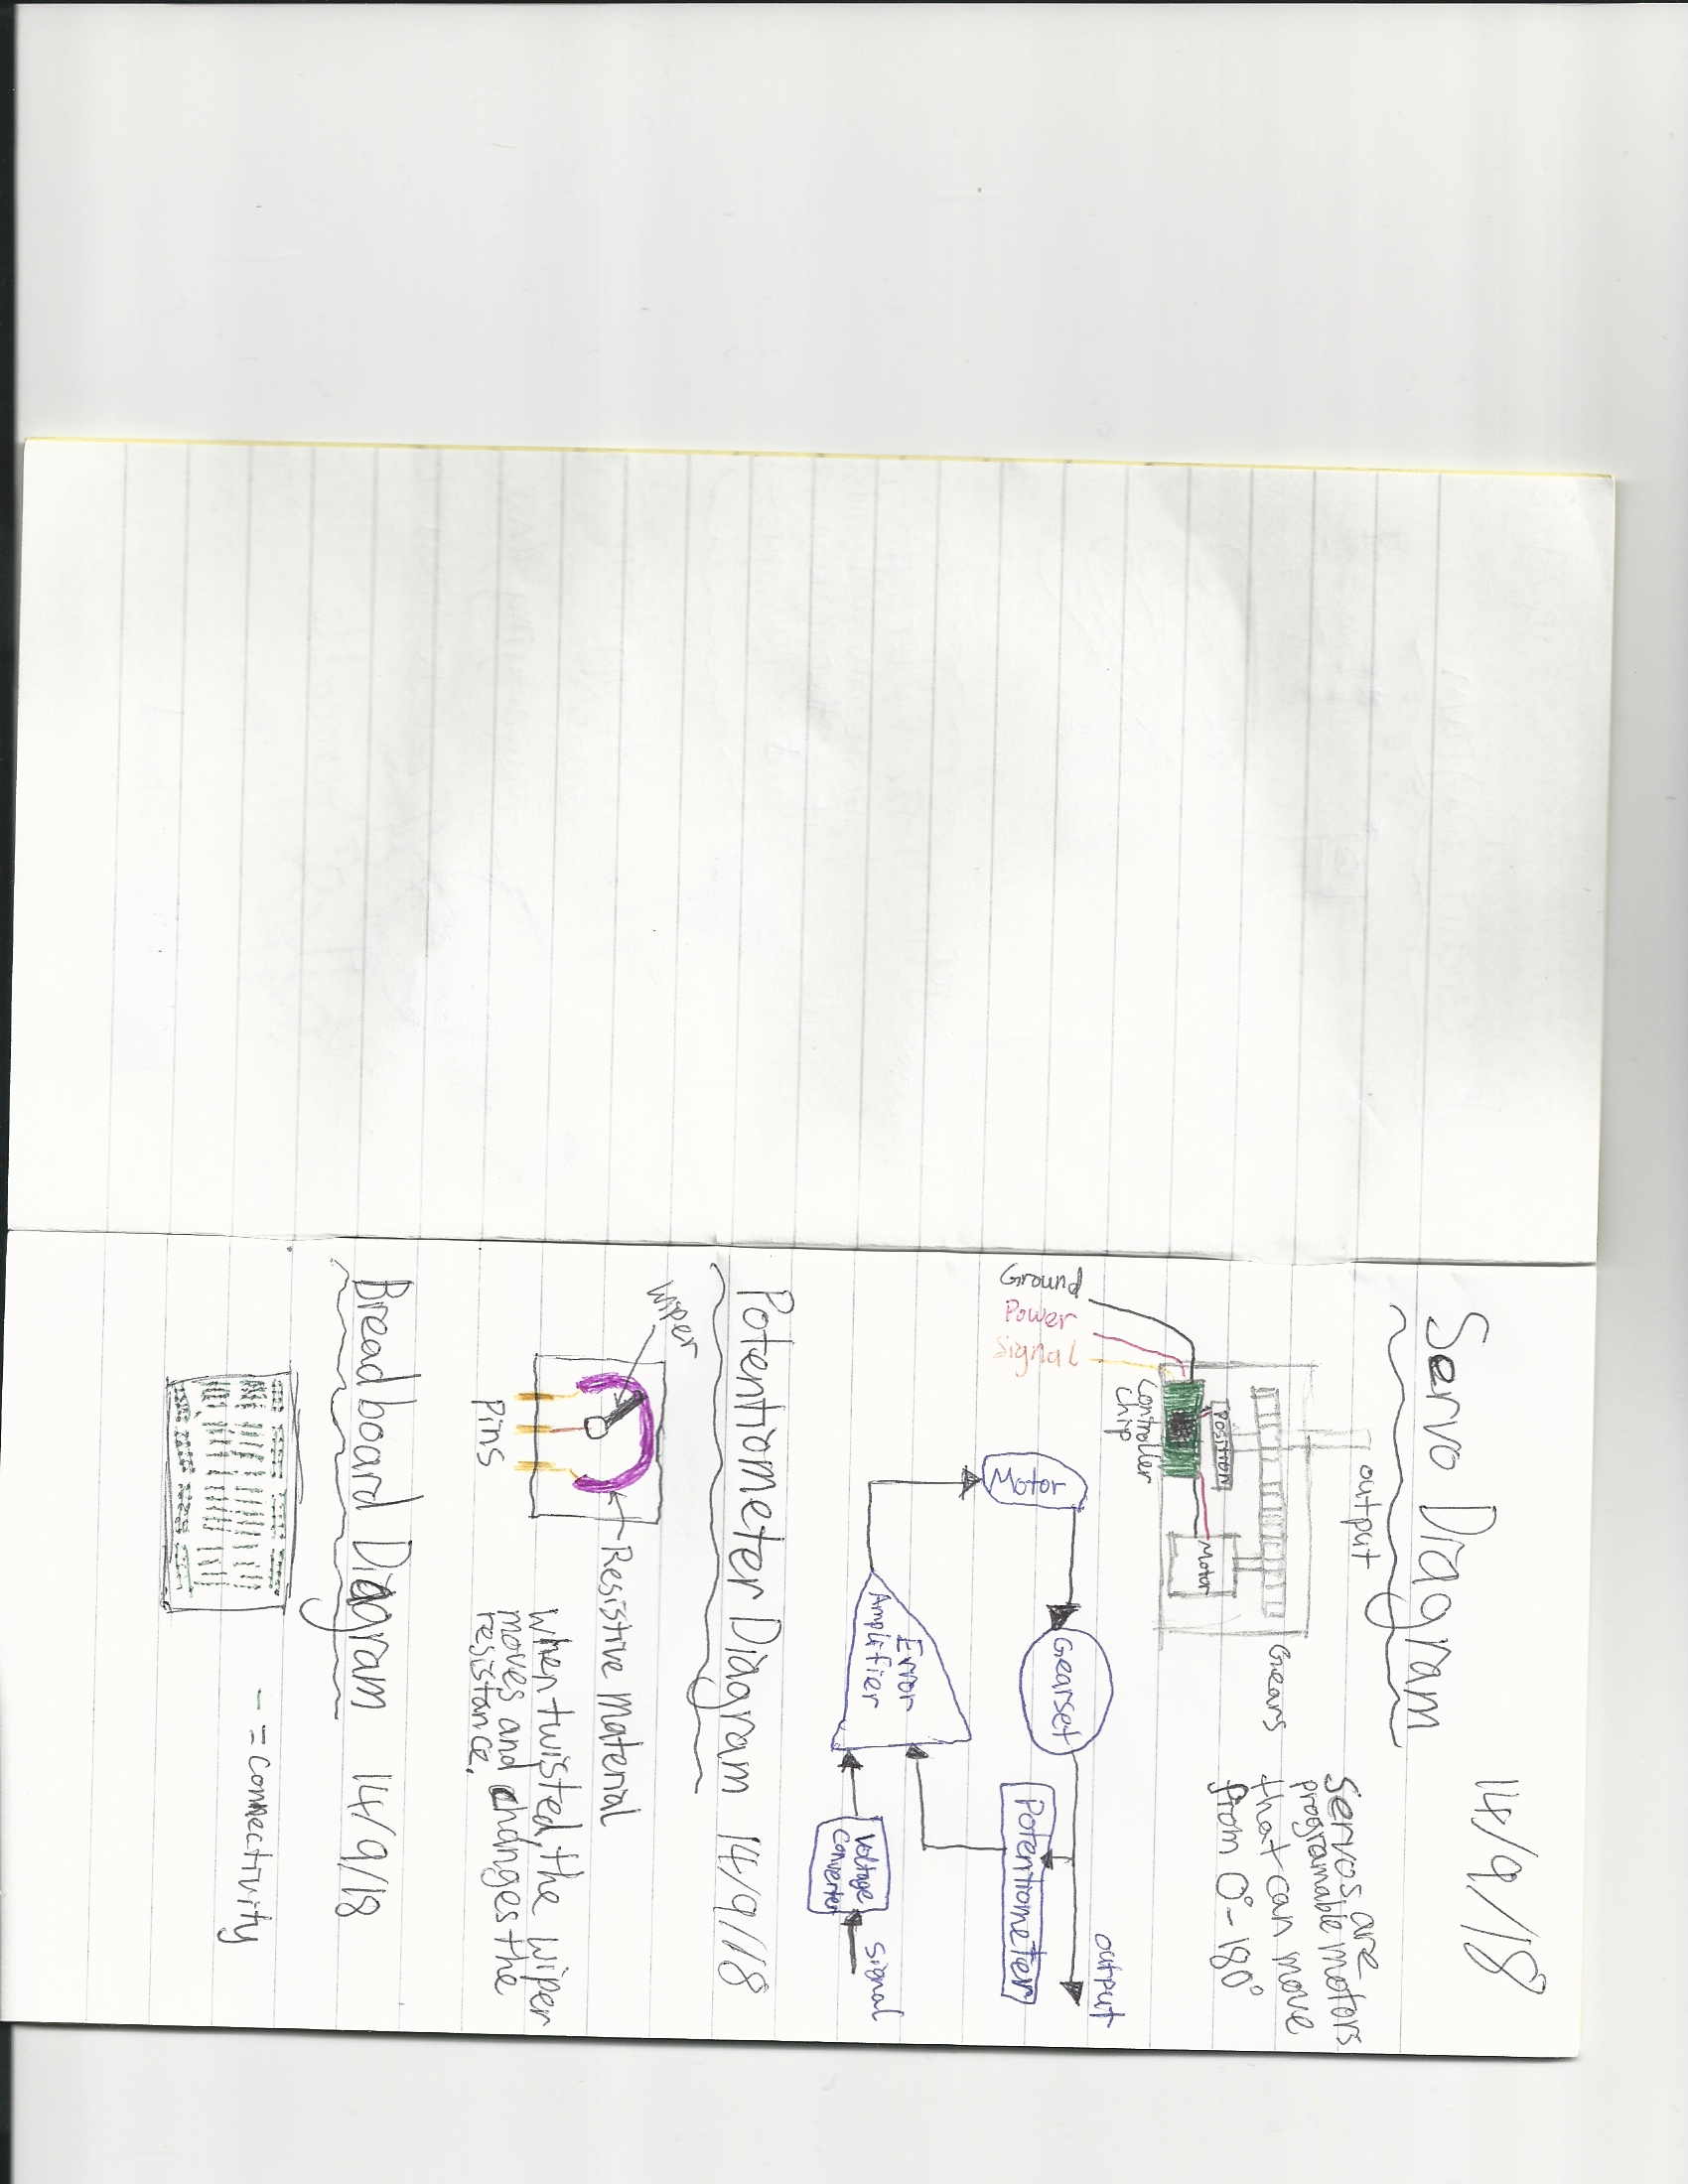 14/9/18
Servo Diagram
Servos are
programable motors
that can move
from 0°-180°
output
Gears
Position
Motor
Controller
Chip
Ground
Power
Signal
output
Motor
Gearset
Potentiometer
Error
Amplifier
Voltage
Converter
signal
Potentiometer Diagram 14/9/18
Wiper
Resistive Material
Pins
When twisted, the wiper
moves and changes the
resistance.
Breadboard Diagram 14/9/18
- = connectivity